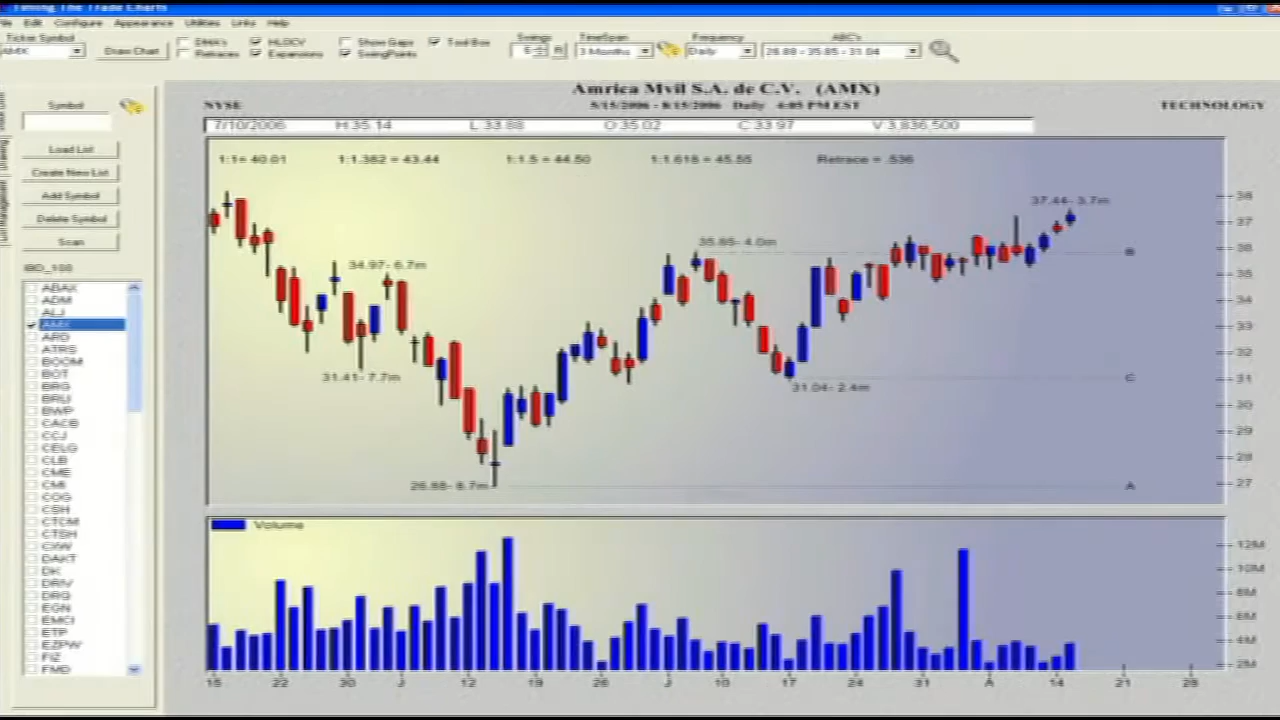 Timing The Trade Charts
File Edit Configure Appearance Utilities Links Help
Ticker Symbol
AMX
Draw Chart
DMA's
HLOCV
Show Gaps
Tool Box
Retraces
Expansions
SwingPoints
Swings
5
R
TimeSpan
3 Months
Frequency
Daily
ABC's
26.88 - 35.85 - 31.04
Symbol
Load List
Create New List
Add Symbol
Delete Symbol
Scan
IBD_100
ABAX
ADM
ALJ
AMX
ARD
ATRS
BOOM
BOT
BRG
BRLI
BWP
CACB
CCJ
CELG
CLB
CME
CMI
COG
CSH
CTCM
CTSH
CXW
DAKT
DK
DRIV
DRQ
EGN
EMCI
ETP
EZPW
FIZ
FMD
Amrica Mvil S.A. de C.V. (AMX)
NYSE
5/15/2006 - 8/15/2006 Daily 4:05 PM EST
TECHNOLOGY
7/10/2006 H:35.14 L:33.88 O:35.02 C:33.97 V:3,836,500
1:1= 40.01 1:1.382 = 43.44 1:1.5 = 44.50 1:1.618 = 45.55 Retrace = .536
37.44- 3.7m
35.85- 4.0m
34.97- 6.7m
31.41- 7.7m
31.04- 2.4m
26.88- 8.7m
B
C
A
38
37
36
35
34
33
32
31
30
29
28
27
Volume
12M
10M
8M
6M
4M
2M
15 22 30 J 12 19 26 J 10 17 24 31 A 14 21 28